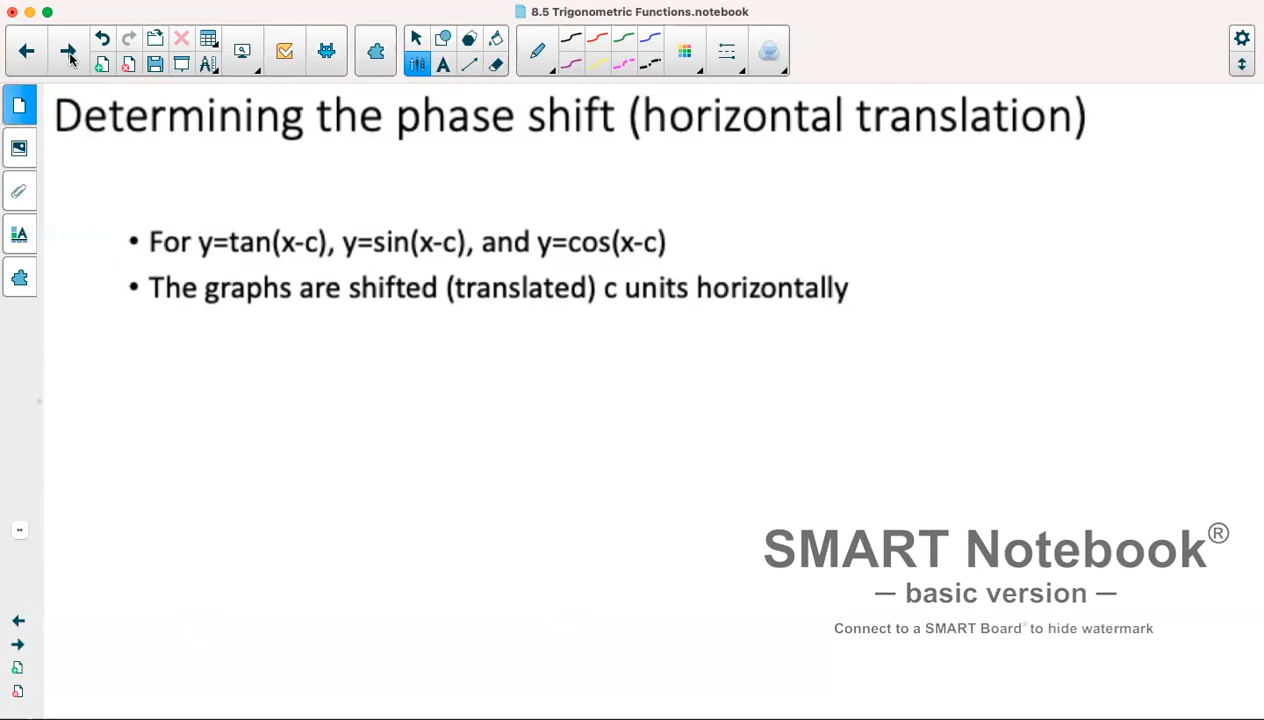 8.5 Trigonometric Functions.notebook
Determining the phase shift (horizontal translation)
• For y=tan(x-c), y=sin(x-c), and y=cos(x-c)
• The graphs are shifted (translated) c units horizontally
SMART Notebook®
— basic version —
Connect to a SMART Board® to hide watermark